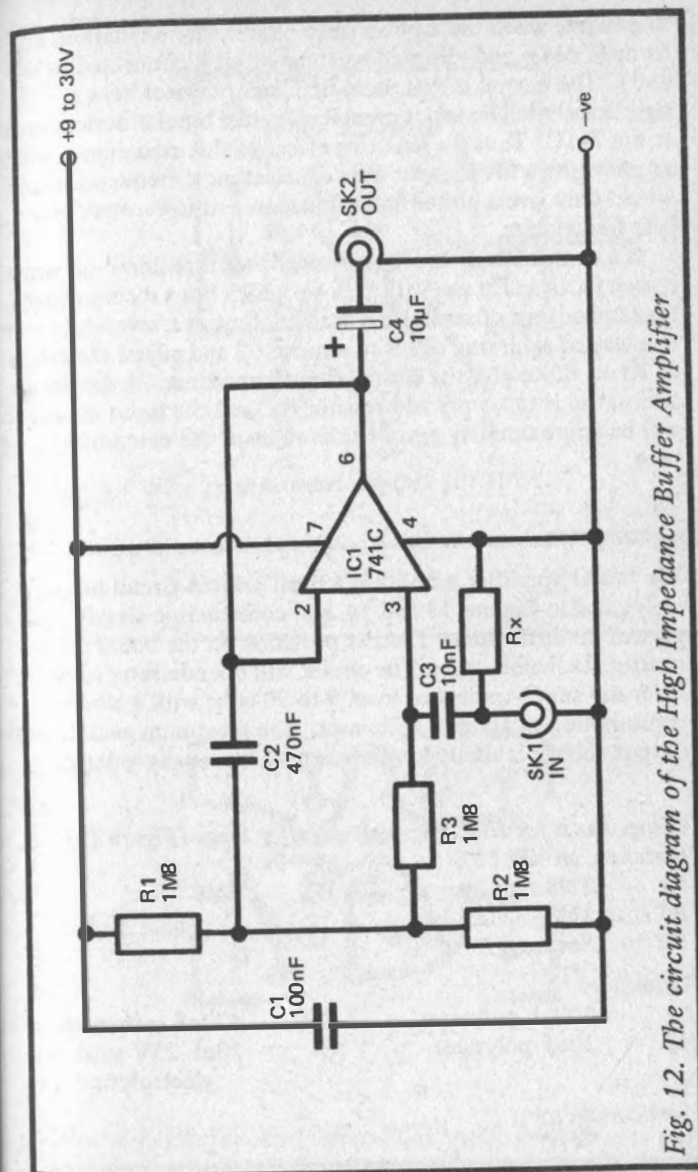 +9 to 30V
R1
1M8
C2
470nF
C1
100nF
2
7
IC1
741C
6
3
4
+
C4
10µF
SK2
OUT
R3
1M8
C3
10nF
Rx
R2
1M8
SK1
IN
-ve
Fig. 12. The circuit diagram of the High Impedance Buffer Amplifier